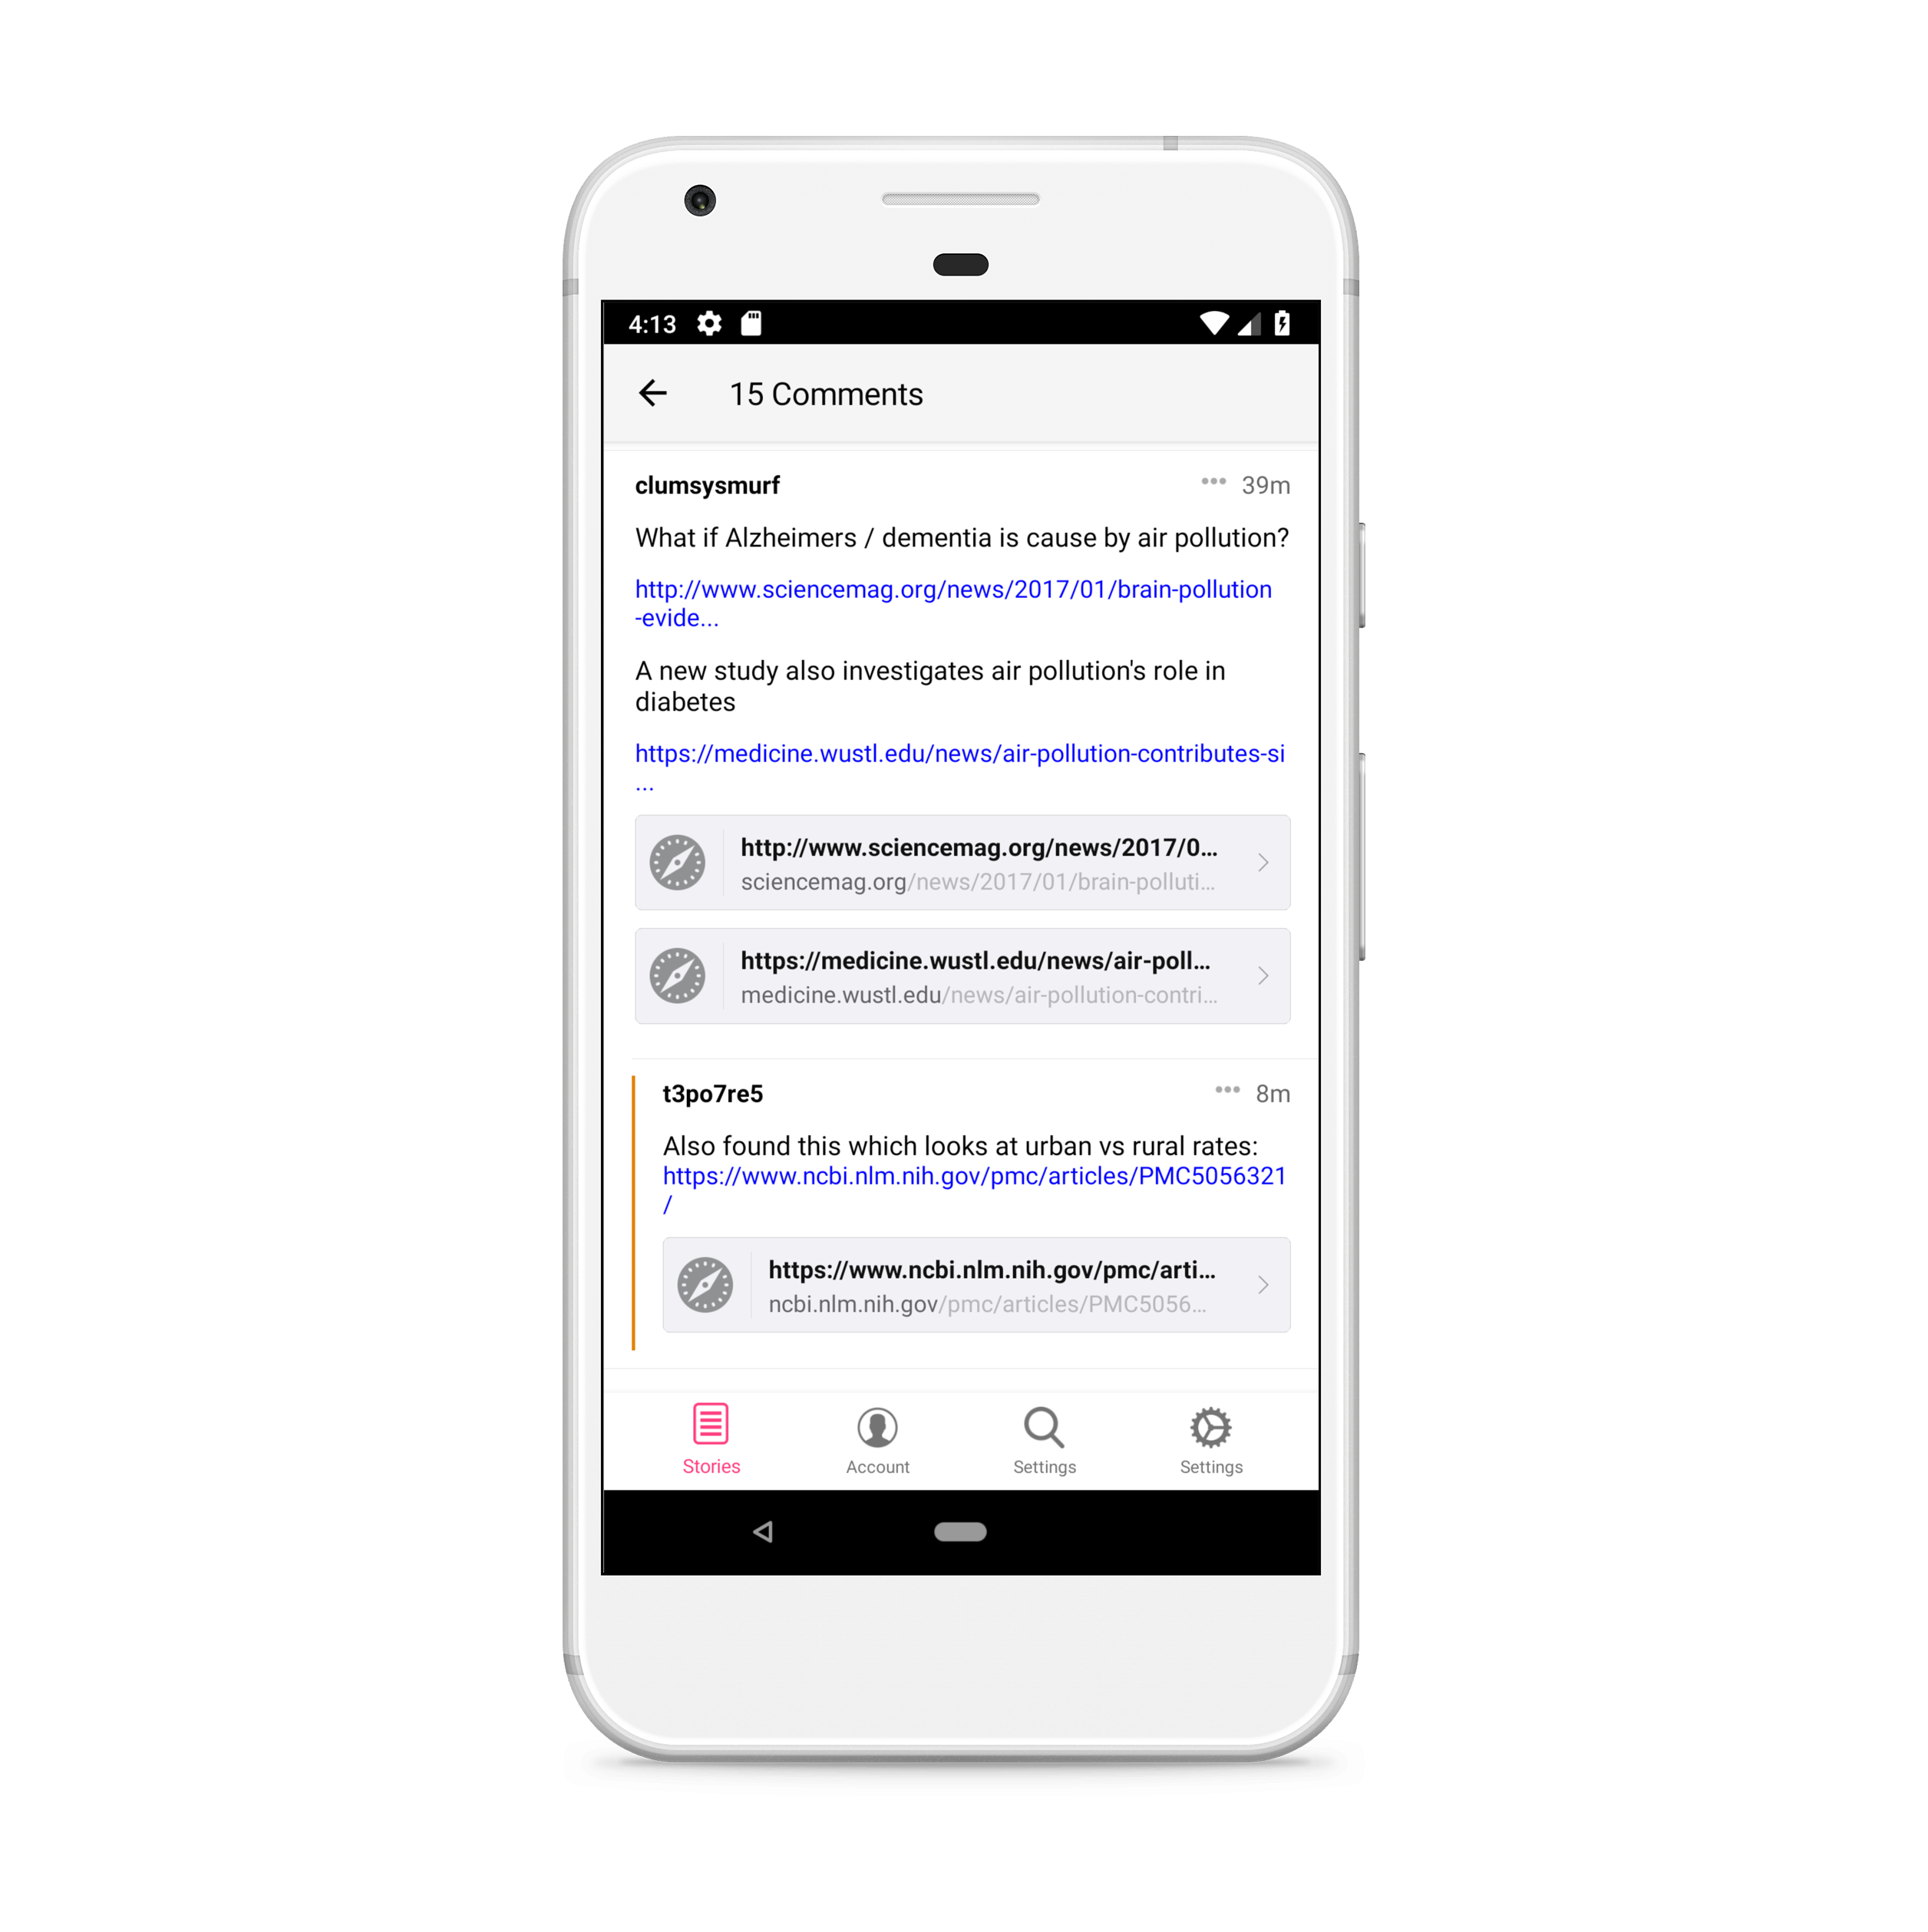 4:13
15 Comments
clumsysmurf
••• 39m
What if Alzheimers / dementia is cause by air pollution?
http://www.sciencemag.org/news/2017/01/brain-pollution
-evide...
A new study also investigates air pollution's role in
diabetes
https://medicine.wustl.edu/news/air-pollution-contributes-si
...
http://www.sciencemag.org/news/2017/0...
sciencemag.org/news/2017/01/brain-polluti...
https://medicine.wustl.edu/news/air-poll...
medicine.wustl.edu/news/air-pollution-contri...
t3po7re5
••• 8m
Also found this which looks at urban vs rural rates:
https://www.ncbi.nlm.nih.gov/pmc/articles/PMC5056321
/
https://www.ncbi.nlm.nih.gov/pmc/arti...
ncbi.nlm.nih.gov/pmc/articles/PMC5056...
Stories
Account
Settings
Settings